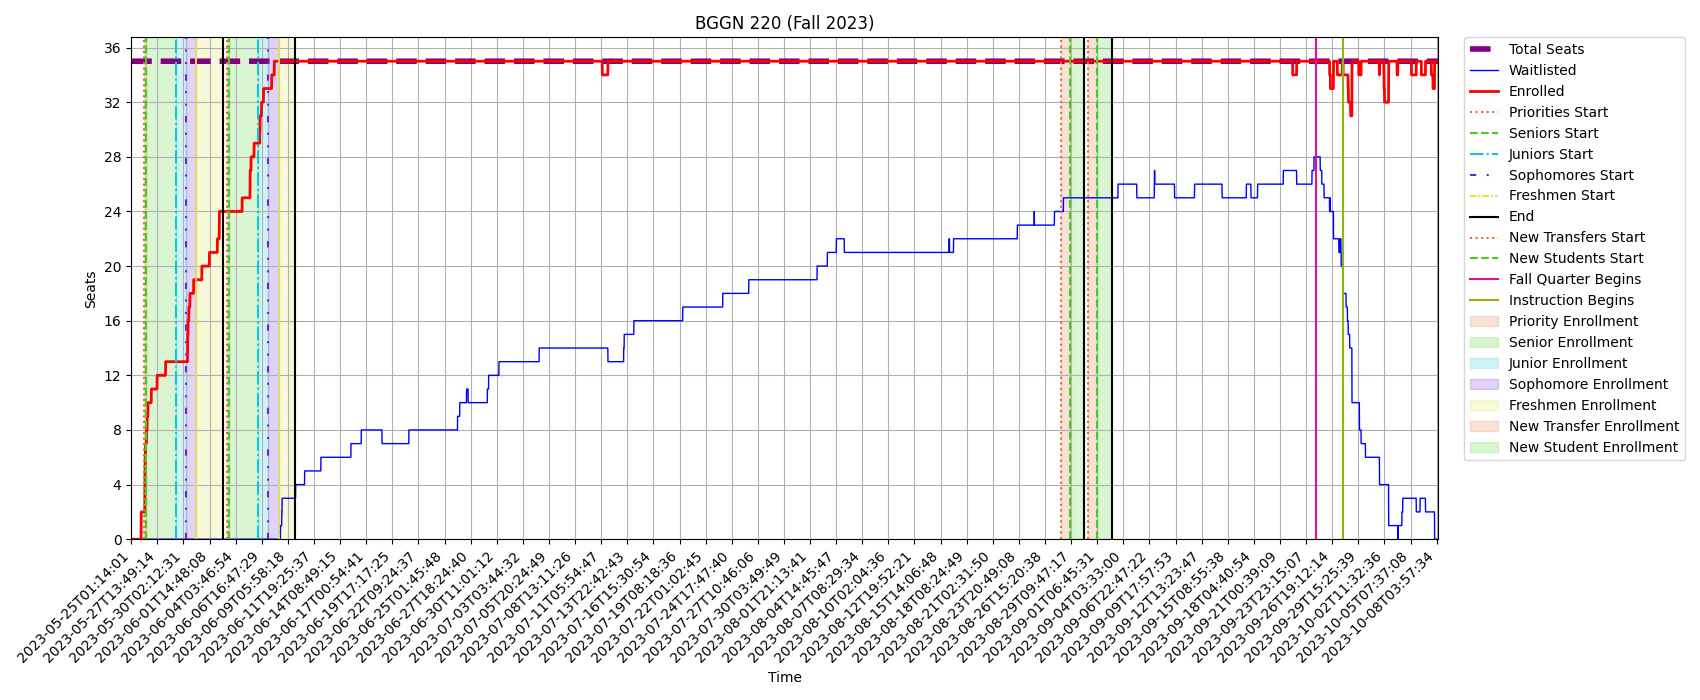 BGGN 220 (Fall 2023)
36
32
28
24
20
16
12
8
4
0
Seats
2023-05-25T01:14:01
2023-05-27T13:49:14
2023-05-30T02:12:31
2023-06-01T14:48:08
2023-06-04T03:46:54
2023-06-06T16:47:29
2023-06-09T05:58:18
2023-06-11T19:25:37
2023-06-14T08:49:15
2023-06-17T00:54:41
2023-06-19T17:17:25
2023-06-22T09:24:37
2023-06-25T01:45:48
2023-06-27T18:24:40
2023-06-30T11:01:12
2023-07-03T03:44:32
2023-07-05T20:24:49
2023-07-08T13:11:26
2023-07-11T05:54:47
2023-07-13T22:42:43
2023-07-16T15:30:54
2023-07-19T08:18:36
2023-07-22T01:02:45
2023-07-24T17:47:40
2023-07-27T10:46:06
2023-07-30T03:49:49
2023-08-01T21:13:41
2023-08-04T14:45:47
2023-08-07T08:29:34
2023-08-10T02:04:36
2023-08-12T19:52:21
2023-08-15T14:06:48
2023-08-18T08:24:49
2023-08-21T02:31:50
2023-08-23T20:49:08
2023-08-26T15:20:38
2023-08-29T09:47:17
2023-09-01T06:45:31
2023-09-04T04:33:00
2023-09-06T22:47:22
2023-09-09T17:57:53
2023-09-12T13:23:47
2023-09-15T08:55:38
2023-09-18T04:40:54
2023-09-21T00:39:09
2023-09-23T23:15:07
2023-09-26T19:12:14
2023-09-29T15:25:39
2023-10-02T11:32:36
2023-10-05T07:37:08
2023-10-08T03:57:34
Time
Total Seats
Waitlisted
Enrolled
Priorities Start
Seniors Start
Juniors Start
Sophomores Start
Freshmen Start
End
New Transfers Start
New Students Start
Fall Quarter Begins
Instruction Begins
Priority Enrollment
Senior Enrollment
Junior Enrollment
Sophomore Enrollment
Freshmen Enrollment
New Transfer Enrollment
New Student Enrollment